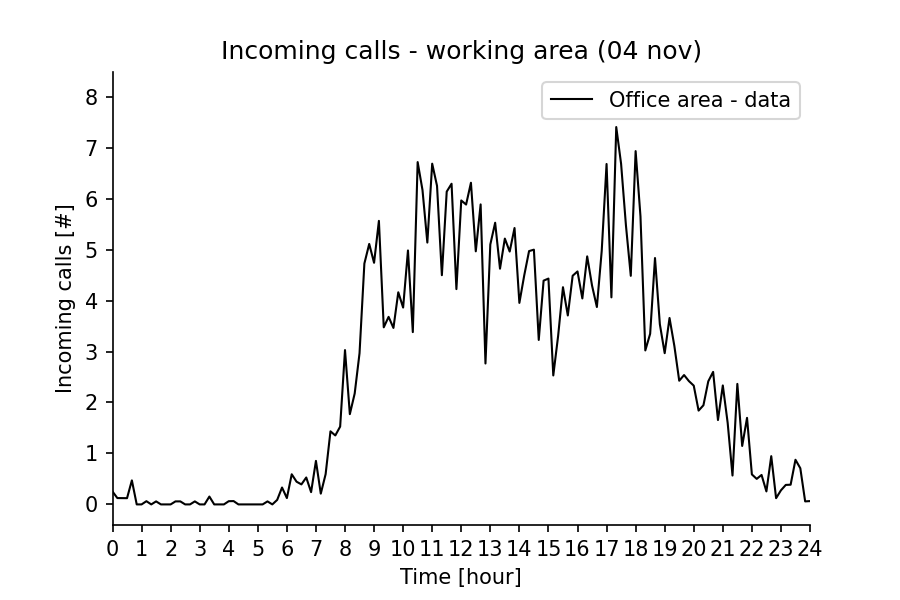 Incoming calls - working area (04 nov)
Office area - data
8
7
6
5
4
3
2
1
0
Incoming calls [#]
0 1 2 3 4 5 6 7 8 9 10 11 12 13 14 15 16 17 18 19 20 21 22 23 24
Time [hour]